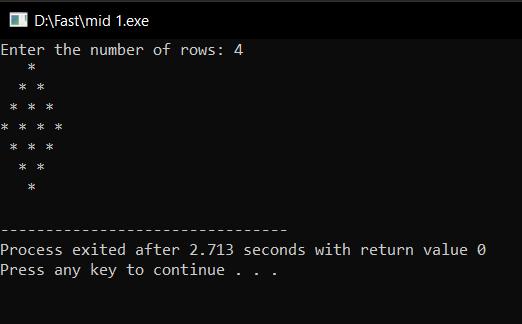 D:\Fast\mid 1.exe
Enter the number of rows: 4
   *
  * *
 * * *
* * * *
 * * *
  * *
   *
--------------------------------
Process exited after 2.713 seconds with return value 0
Press any key to continue . . .